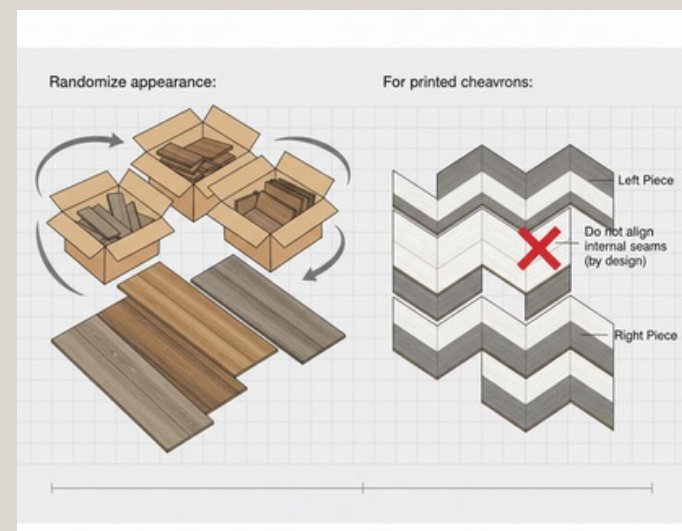 Randomize appearance:
For printed cheavrons:
Left Piece
Do not align
internal seams
(by design)
Right Piece